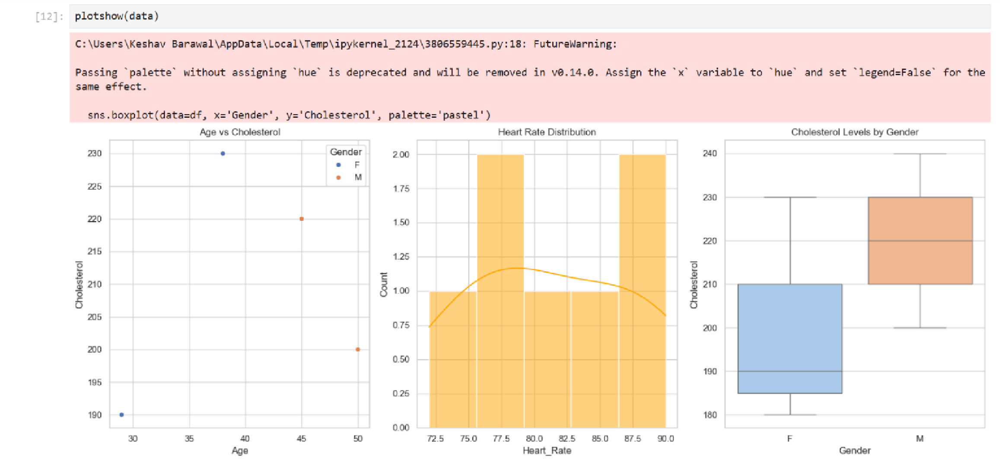 [12]: plotshow(data)
C:\Users\Keshav Barawal\AppData\Local\Temp\ipykernel_2124\3806559445.py:18: FutureWarning:
Passing `palette` without assigning `hue` is deprecated and will be removed in v0.14.0. Assign the `x` variable to `hue` and set `legend=False` for the
same effect.
sns.boxplot(data=df, x='Gender', y='Cholesterol', palette='pastel')
Age vs Cholesterol
Gender
F
M
230
225
220
215
210
205
200
195
190
Cholesterol
30 35 40 45 50
Age
Heart Rate Distribution
2.00
1.75
1.50
1.25
1.00
0.75
0.50
0.25
0.00
Count
72.5 75.0 77.5 80.0 82.5 85.0 87.5 90.0
Heart_Rate
Cholesterol Levels by Gender
240
230
220
210
200
190
180
Cholesterol
F M
Gender